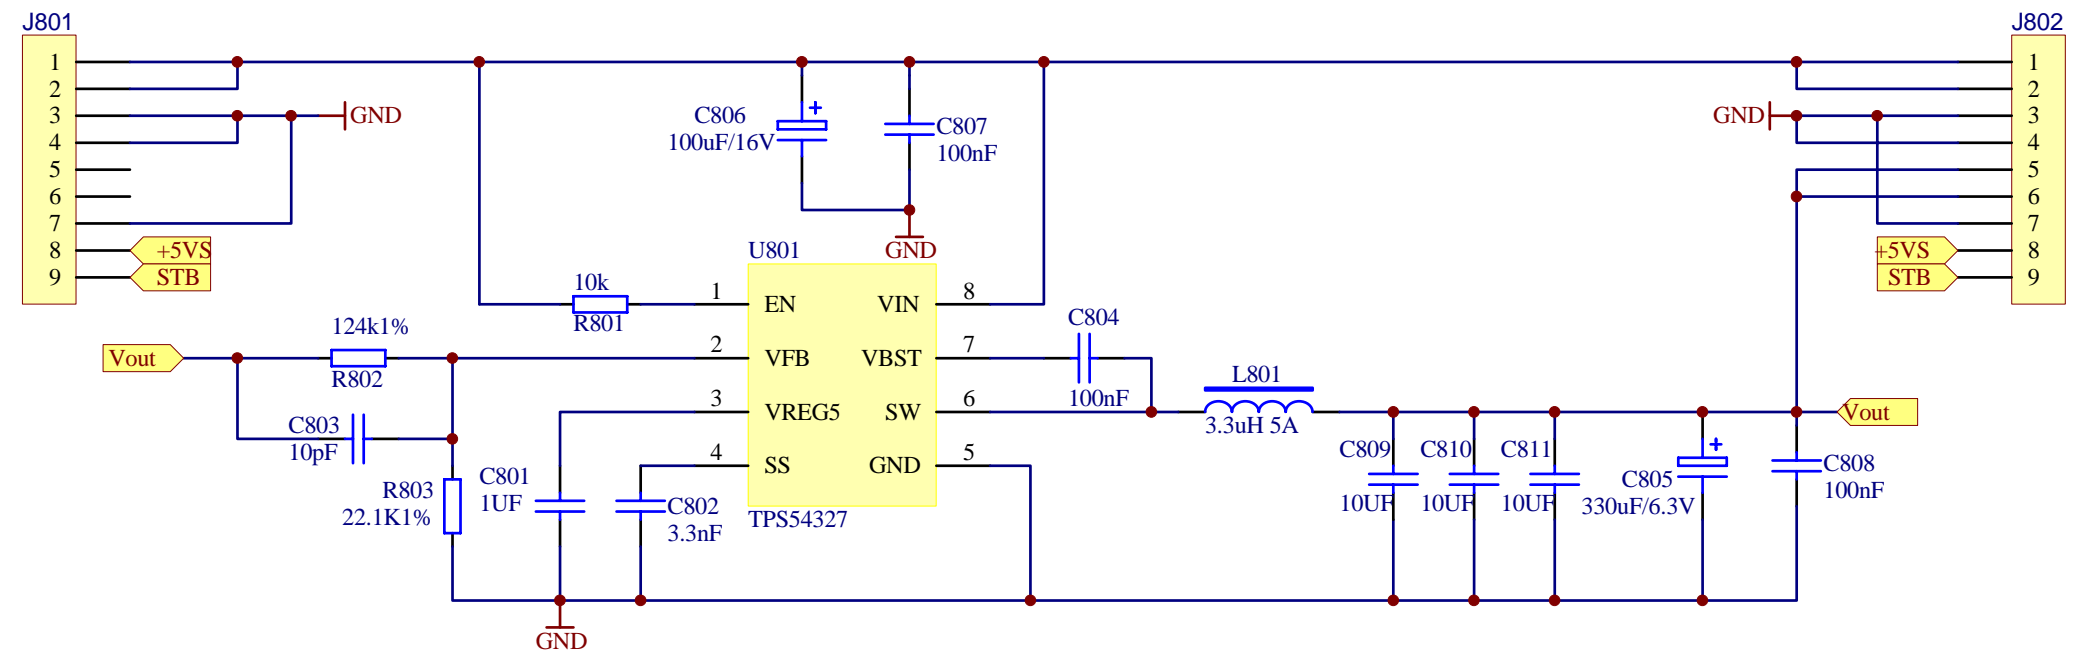 J801
1
2
3
4
5
6
7
8
9
GND
+5VS
STB
C806
100uF/16V
C807
100nF
GND
J802
1
2
3
4
5
6
7
8
9
GND
+5VS
STB
U801
10k
R801
1
EN
2
VFB
3
VREG5
4
SS
VIN
8
VBST
7
SW
6
GND
5
TPS54327
124k1%
Vout
R802
C803
10pF
R803
22.1K1%
C801
1UF
C802
3.3nF
GND
C804
100nF
L801
3.3uH 5A
C809
10UF
C810
10UF
C811
10UF
C805
330uF/6.3V
C808
100nF
Vout